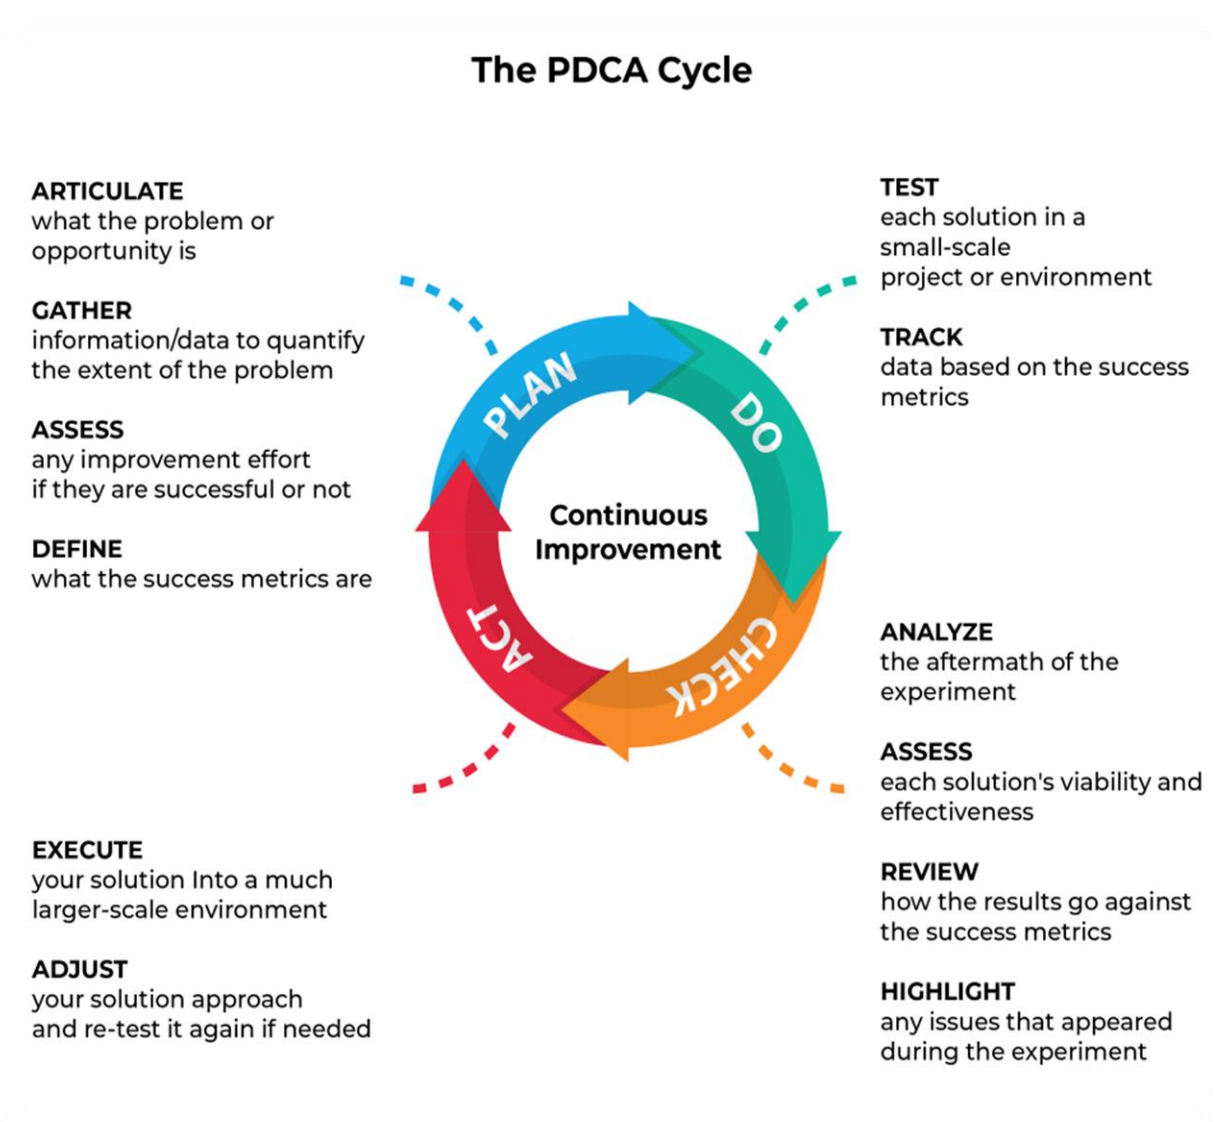 The PDCA Cycle
ARTICULATE
what the problem or
opportunity is
GATHER
information/data to quantify
the extent of the problem
ASSESS
any improvement effort
if they are successful or not
DEFINE
what the success metrics are
TEST
each solution in a
small-scale
project or environment
TRACK
data based on the success
metrics
PLAN
DO
CHECK
ACT
Continuous
Improvement
ANALYZE
the aftermath of the
experiment
ASSESS
each solution's viability and
effectiveness
REVIEW
how the results go against
the success metrics
HIGHLIGHT
any issues that appeared
during the experiment
EXECUTE
your solution Into a much
larger-scale environment
ADJUST
your solution approach
and re-test it again if needed